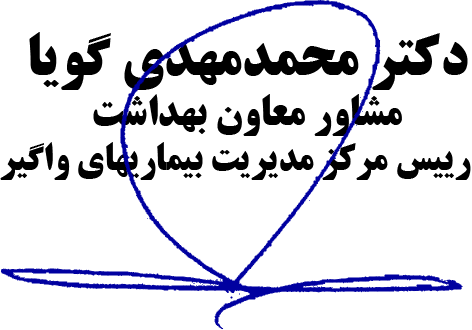 دکتر محمدمهدی گویا
مشاور معاون بهداشت
رییس مرکز مدیریت بیماریهای واگیر